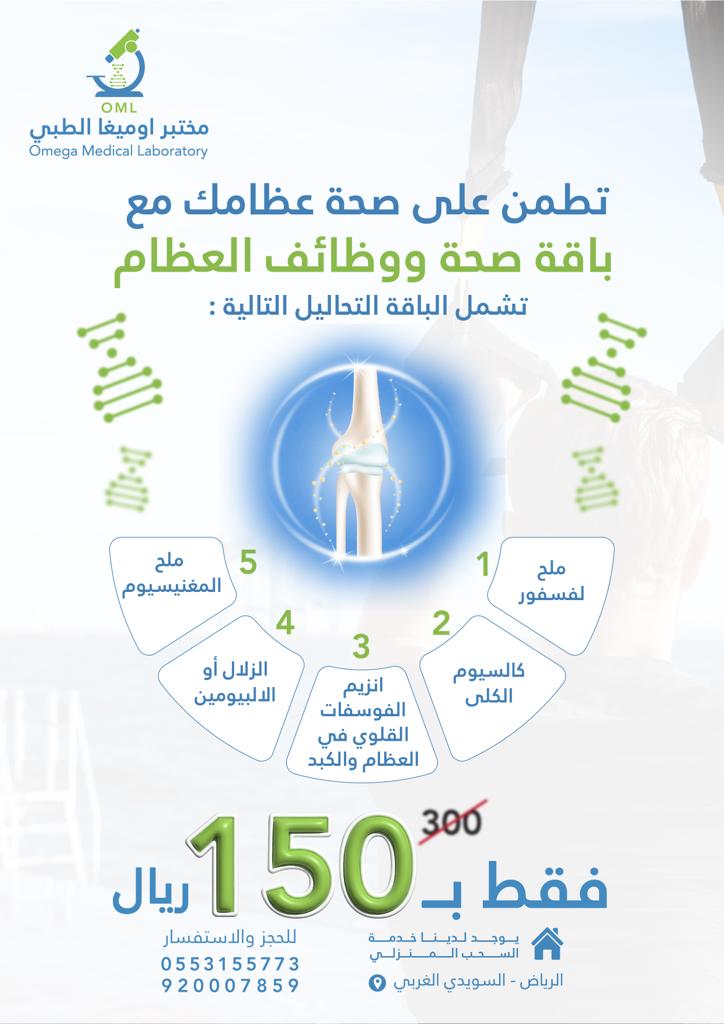 OML
مختبر اوميغا الطبي
Omega Medical Laboratory
تطمن على صحة عظامك مع
باقة صحة ووظائف العظام
تشمل الباقة التحاليل التالية :
1
ملح
لفسفور
2
كالسيوم
الكلى
3
انزيم
الفوسفات
القلوي في
العظام والكبد
4
الزلال أو
الالبيومين
5
ملح
المغنيسيوم
300
فقط بـ 150 ريال
يوجد لدينا خدمة
السحب المنزلي
الرياض - السويدي الغربي
للحجز والاستفسار
0553155773
920007859